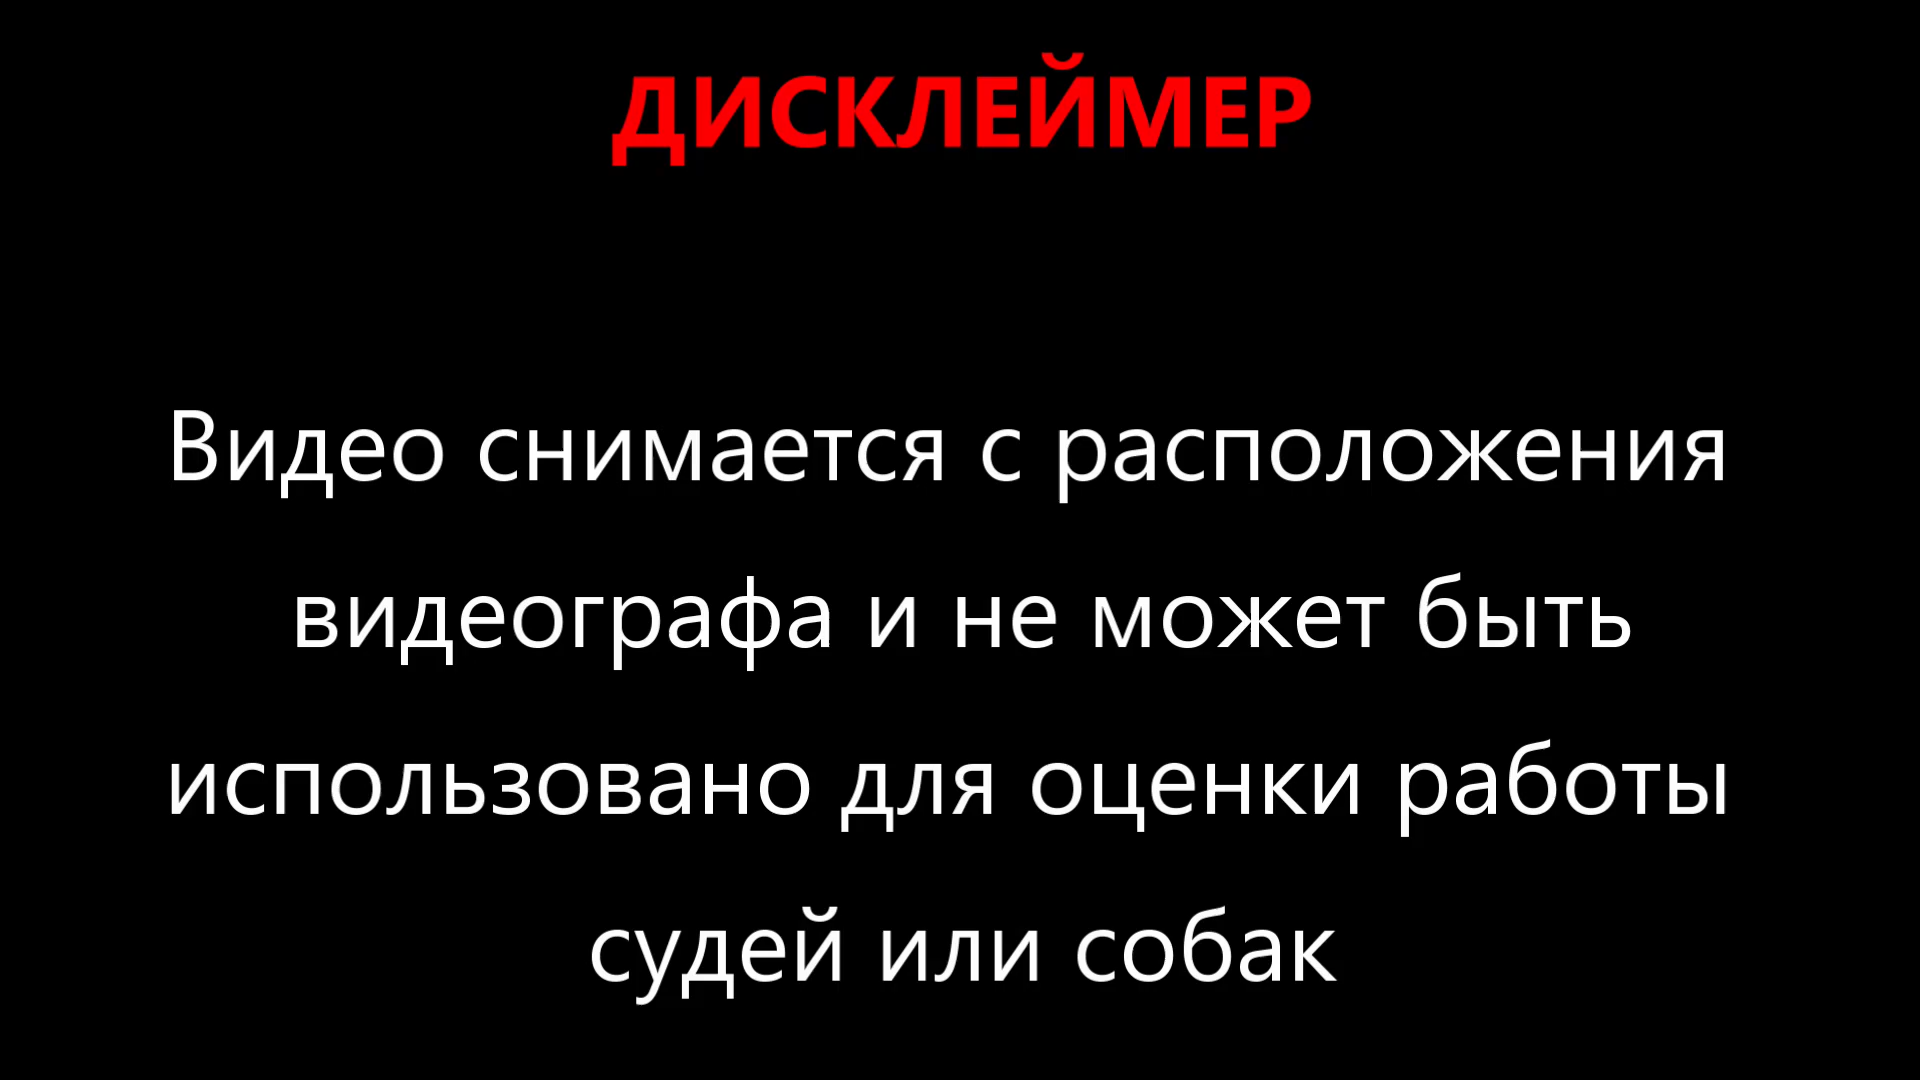 ДИСКЛЕЙМЕР
Видео снимается с расположения
видеографа и не может быть
использовано для оценки работы
судей или собак